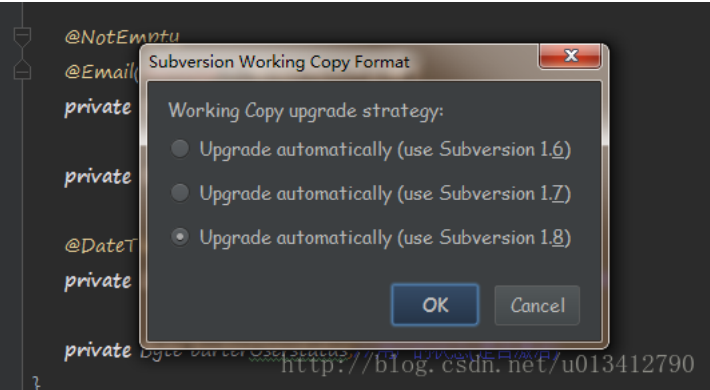 @NotEmpty
@Email(
Subversion Working Copy Format
private
Working Copy upgrade strategy:
Upgrade automatically (use Subversion 1.6)
private
Upgrade automatically (use Subversion 1.7)
@DateT
Upgrade automatically (use Subversion 1.8)
private
OK
Cancel
private Byte barterUserstatus;//
http://blog.csdn.net/u013412790
}